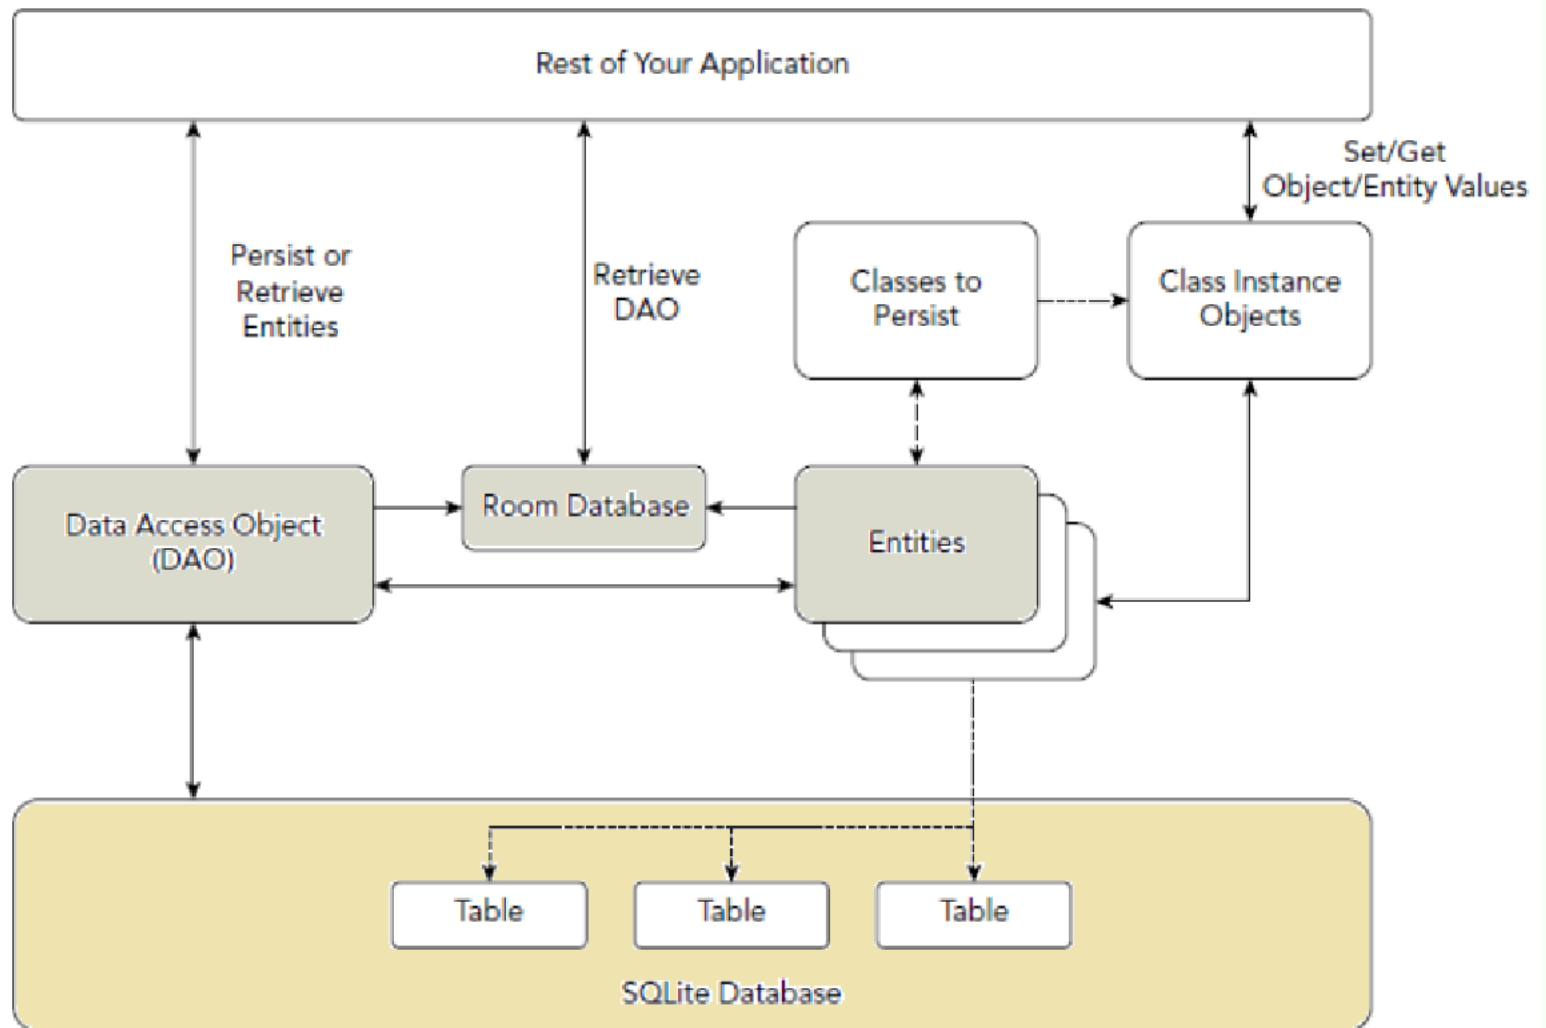 Rest of Your Application
Set/Get
Object/Entity Values
Persist or
Retrieve
Entities
Retrieve
DAO
Classes to
Persist
Class Instance
Objects
Data Access Object
(DAO)
Room Database
Entities
Table
Table
Table
SQLite Database